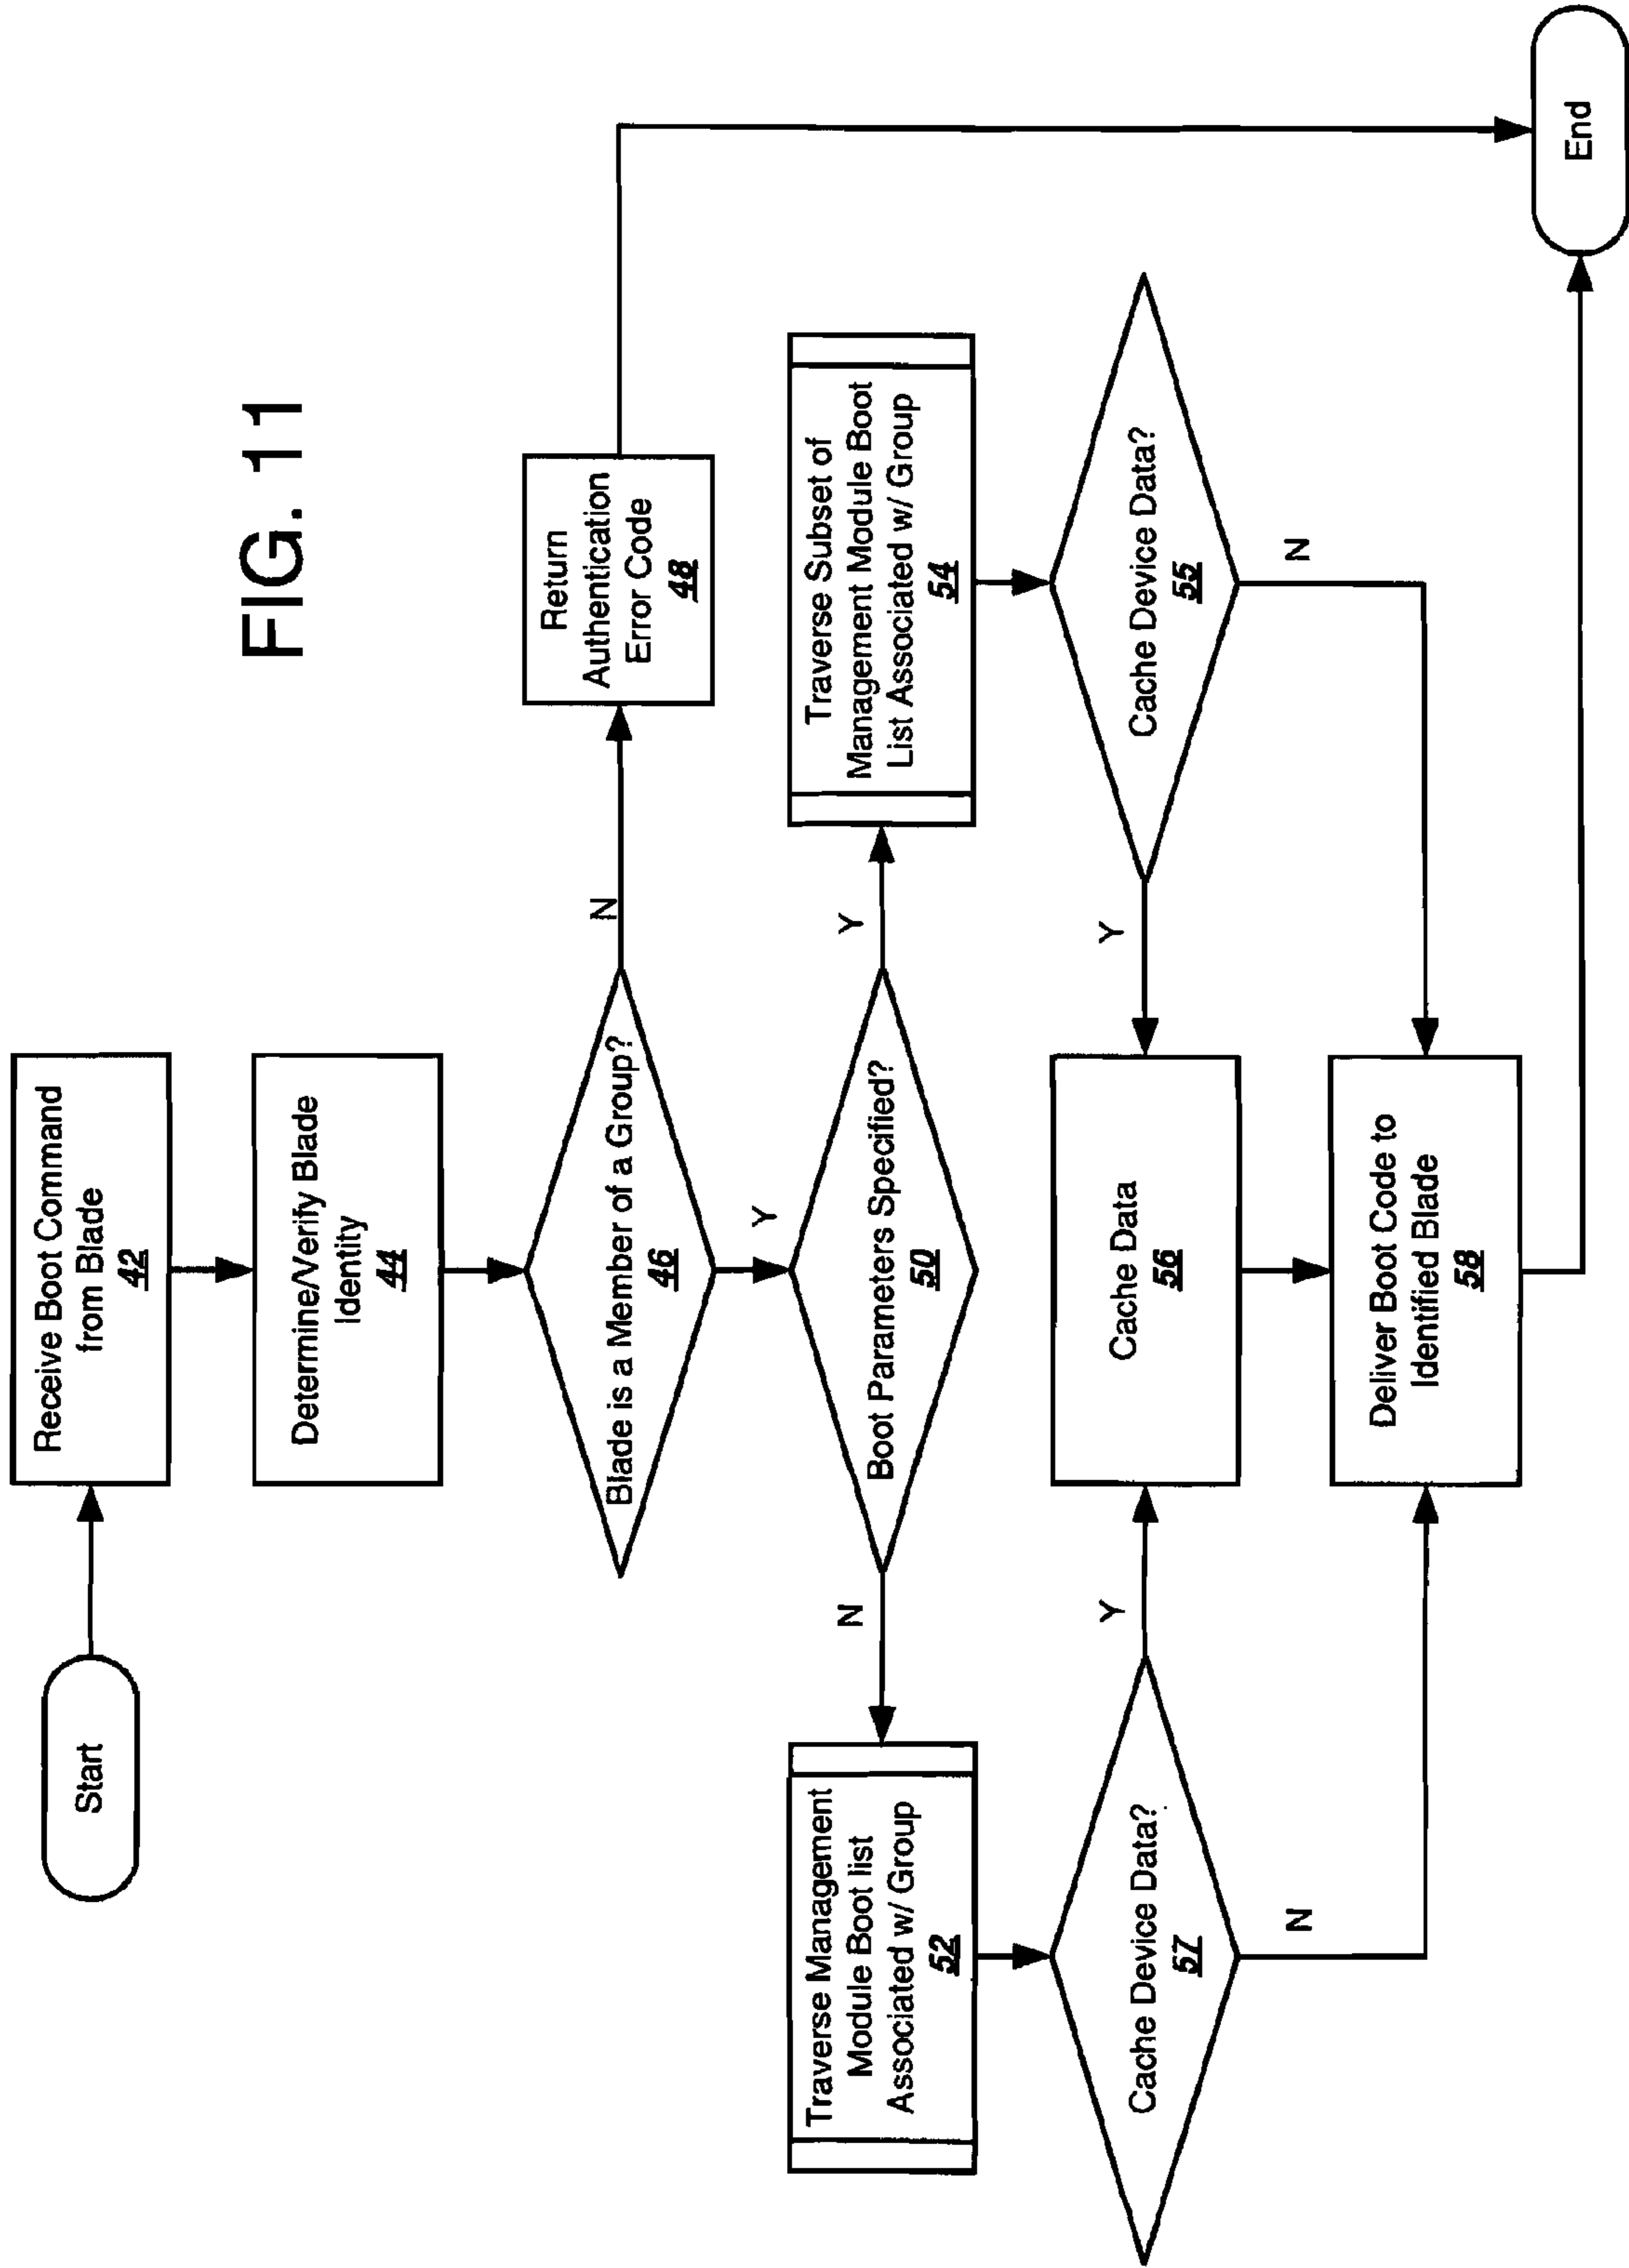 FIG. 11
Start
Receive Boot Command
from Blade
42
Determine/Verify Blade
Identity
44
Blade is a Member of a Group?
46
N
Return
Authentication
Error Code
48
Y
Boot Parameters Specified?
50
N
Y
Traverse Management
Module Boot list
Associated w/ Group
52
Traverse Subset of
Management Module Boot
List Associated w/ Group
54
Cache Device Data?
57
Y
N
Cache Data
56
Y
Cache Device Data?
55
N
Deliver Boot Code to
Identified Blade
58
End